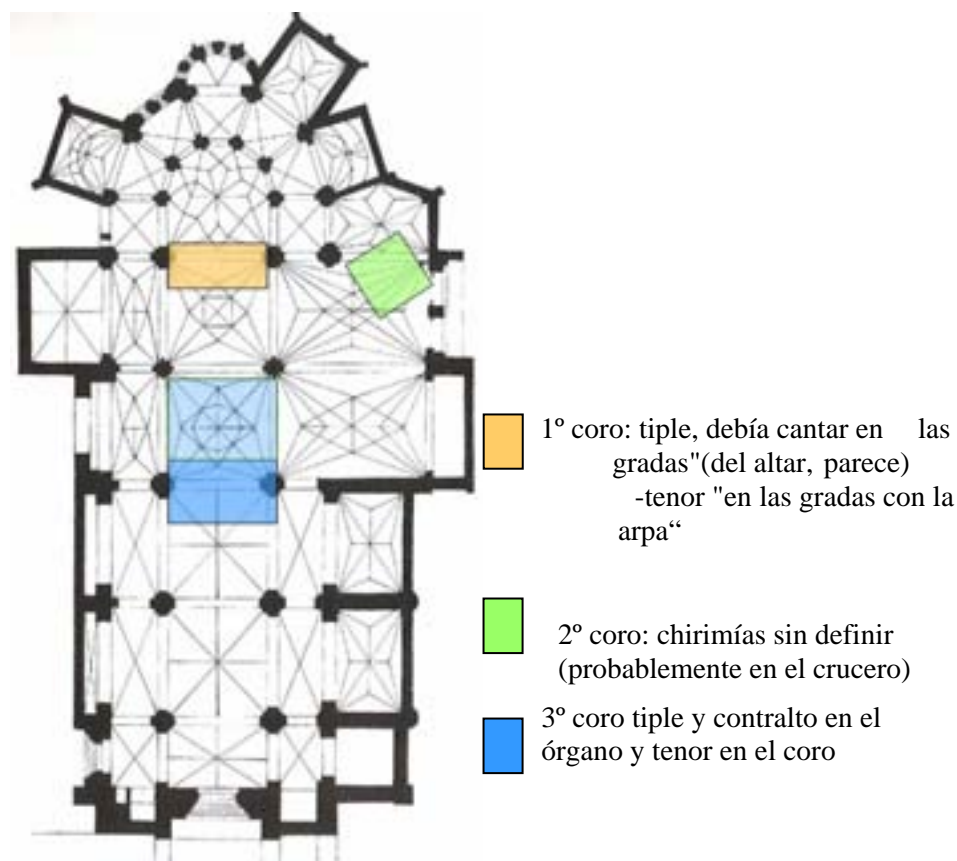 1º coro: tiple, debía cantar en las
gradas"(del altar, parece)
-tenor "en las gradas con la
arpa“
2º coro: chirimías sin definir
(probablemente en el crucero)
3º coro tiple y contralto en el
órgano y tenor en el coro